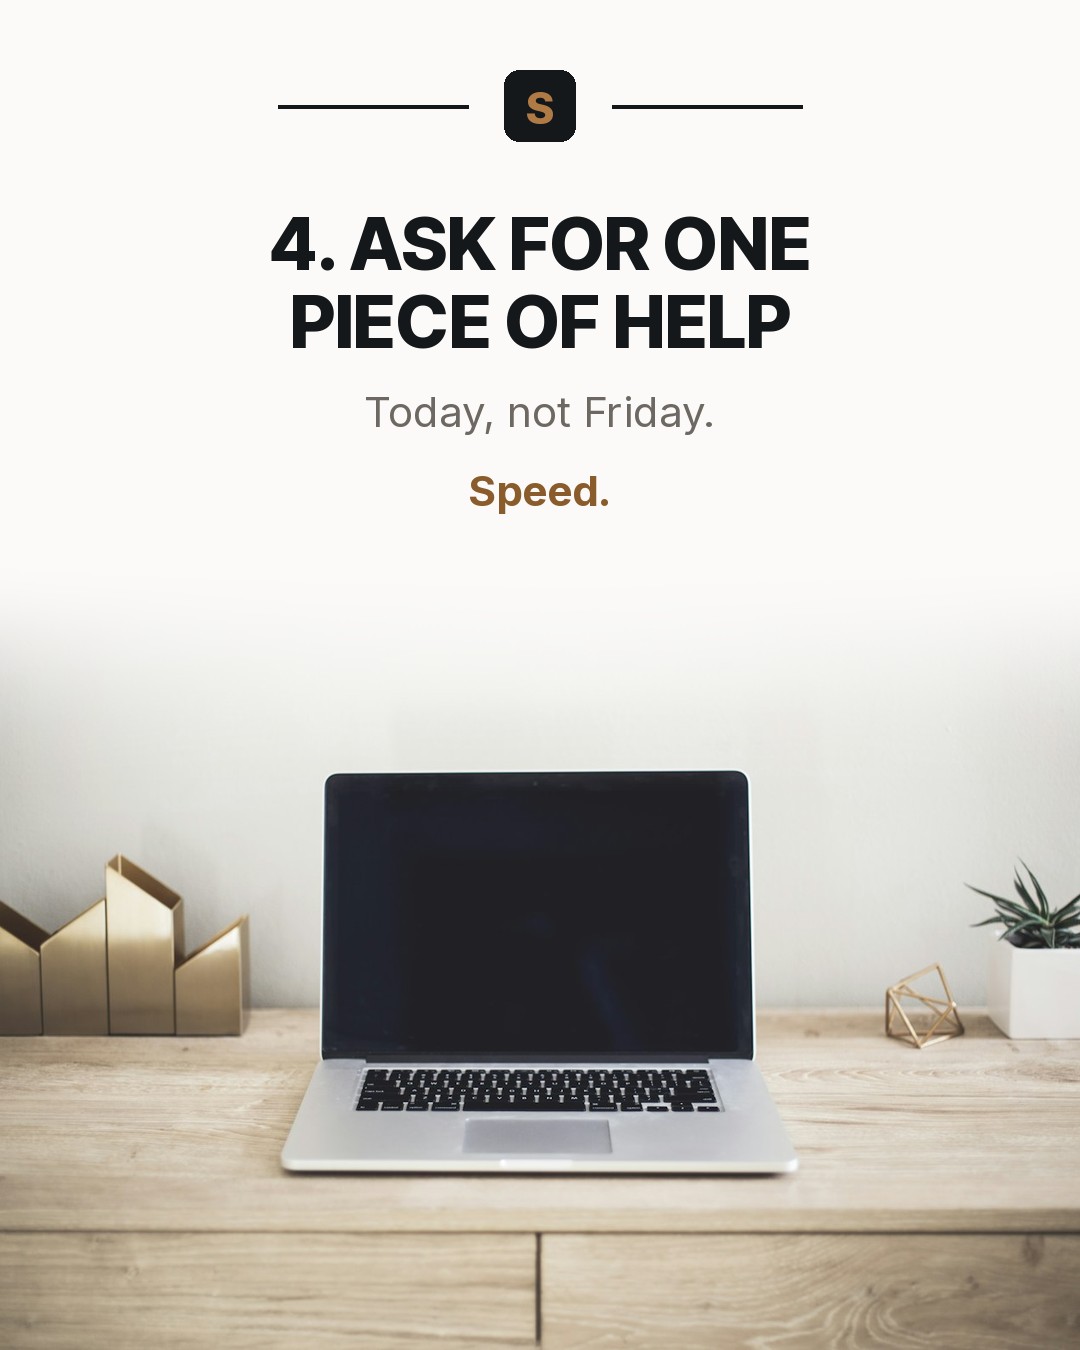 S
4. ASK FOR ONE
PIECE OF HELP
Today, not Friday.
Speed.